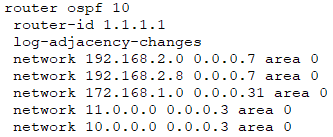 router ospf 10
router-id 1.1.1.1
log-adjacency-changes
network 192.168.2.0 0.0.0.7 area 0
network 192.168.2.8 0.0.0.7 area 0
network 172.168.1.0 0.0.0.31 area 0
network 11.0.0.0 0.0.0.3 area 0
network 10.0.0.0 0.0.0.3 area 0